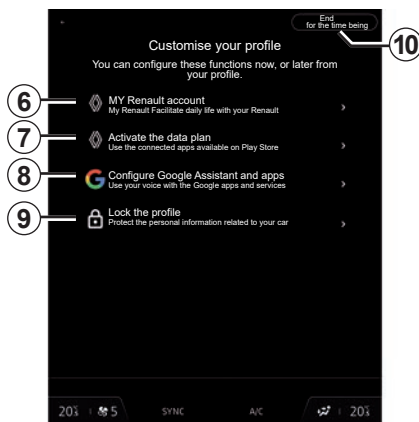 End
for the time being
10
Customise your profile
You can configure these functions now, or later from
your profile.
6
MY Renault account
My Renault Facilitate daily life with your Renault
7
Activate the data plan
Use the connected apps available on Play Store
8
Configure Google Assistant and apps
Use your voice with the Google apps and services
9
Lock the profile
Protect the personal information related to your car
20⁵ 5 SYNC A/C 20⁵